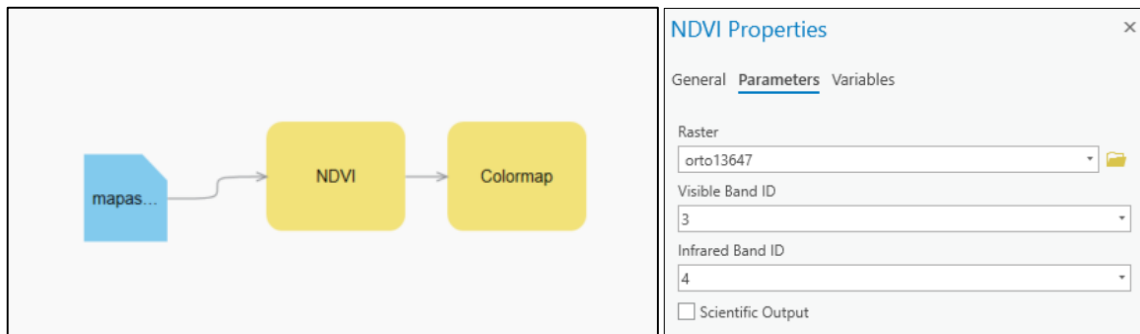 mapas...
NDVI
Colormap
NDVI Properties
General Parameters Variables
Raster
orto13647
Visible Band ID
3
Infrared Band ID
4
Scientific Output